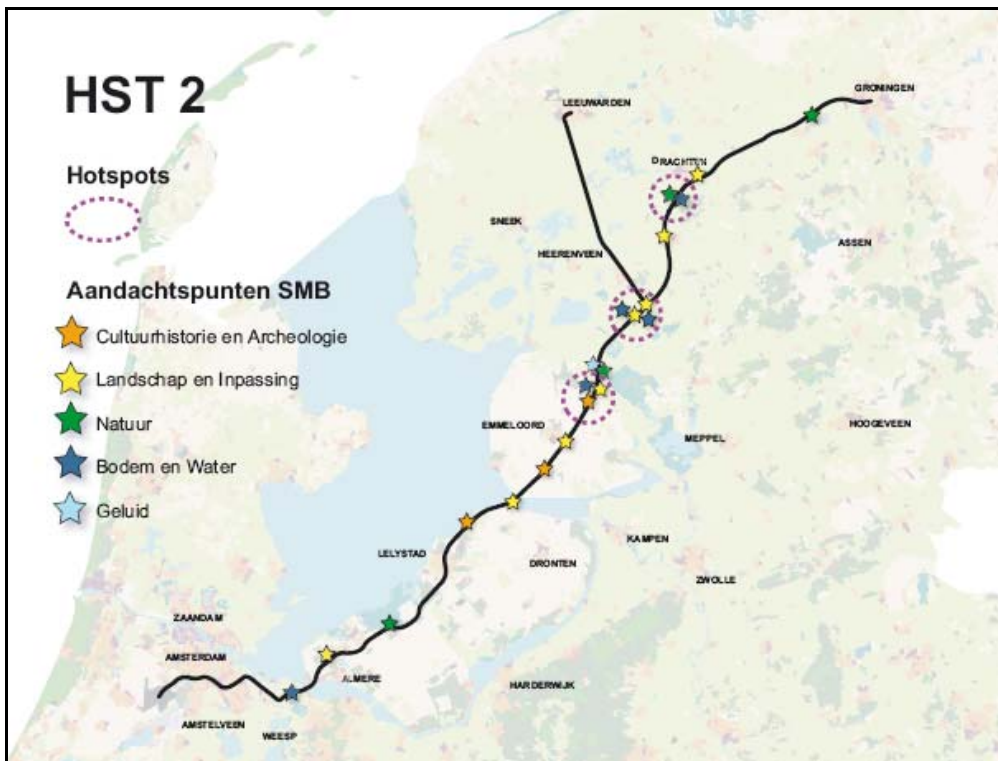 HST 2
Hotspots
Aandachtspunten SMB
Cultuurhistorie en Archeologie
Landschap en Inpassing
Natuur
Bodem en Water
Geluid
GRONINGEN
LEEUWARDEN
DRACHTEN
SNEEK
ASSEN
HEERENVEEN
EMMELOORD
HOOGEVEEN
MEPPEL
KAMPEN
LELYSTAD
DRONTEN
ZWOLLE
ZAANDAM
AMSTERDAM
ALMERE
HARDERWIJK
AMSTELVEEN
WEESP